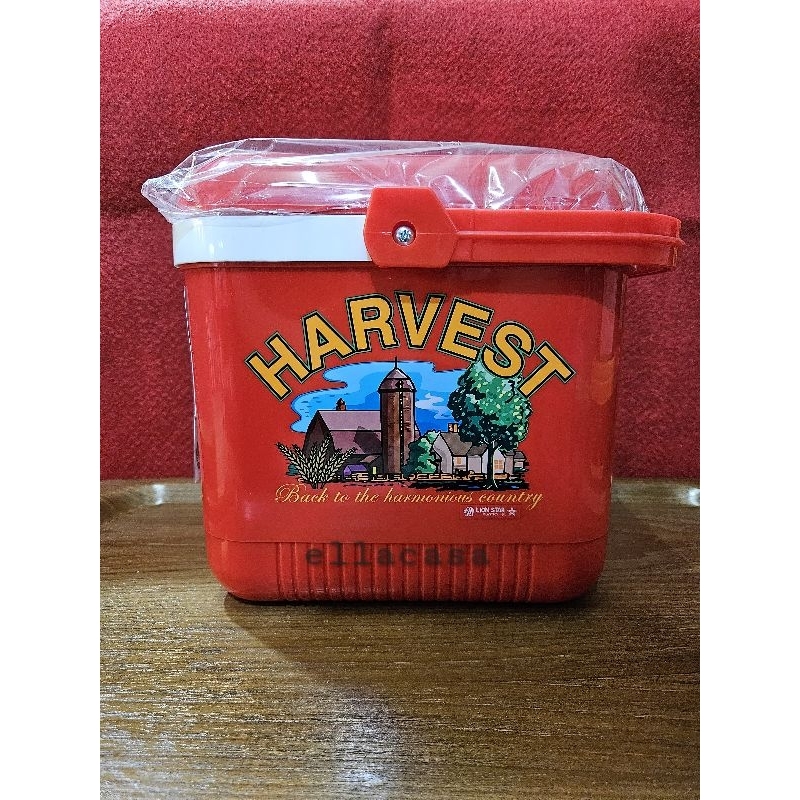 HARVEST
Back to the harmonious country
LION STAR
ellacasa